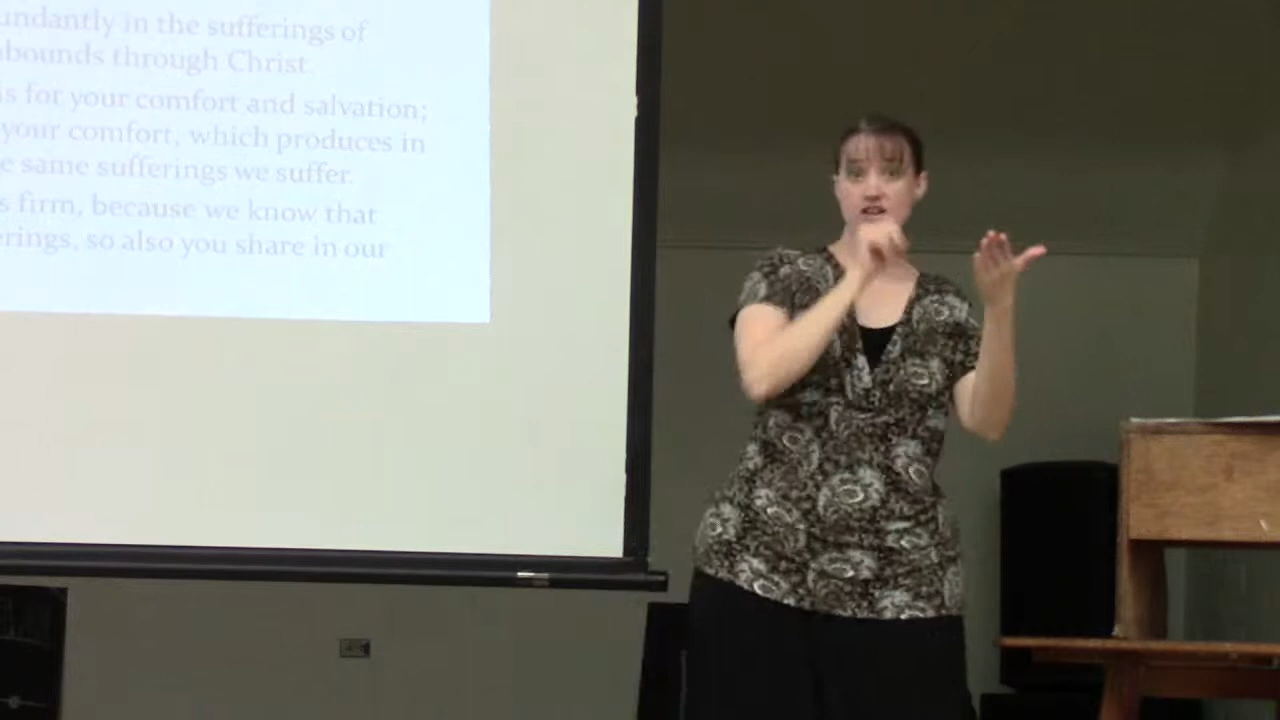 undantly in the sufferings of
abounds through Christ.
is for your comfort and salvation;
your comfort, which produces in
e same sufferings we suffer.
s firm, because we know that
erings, so also you share in our